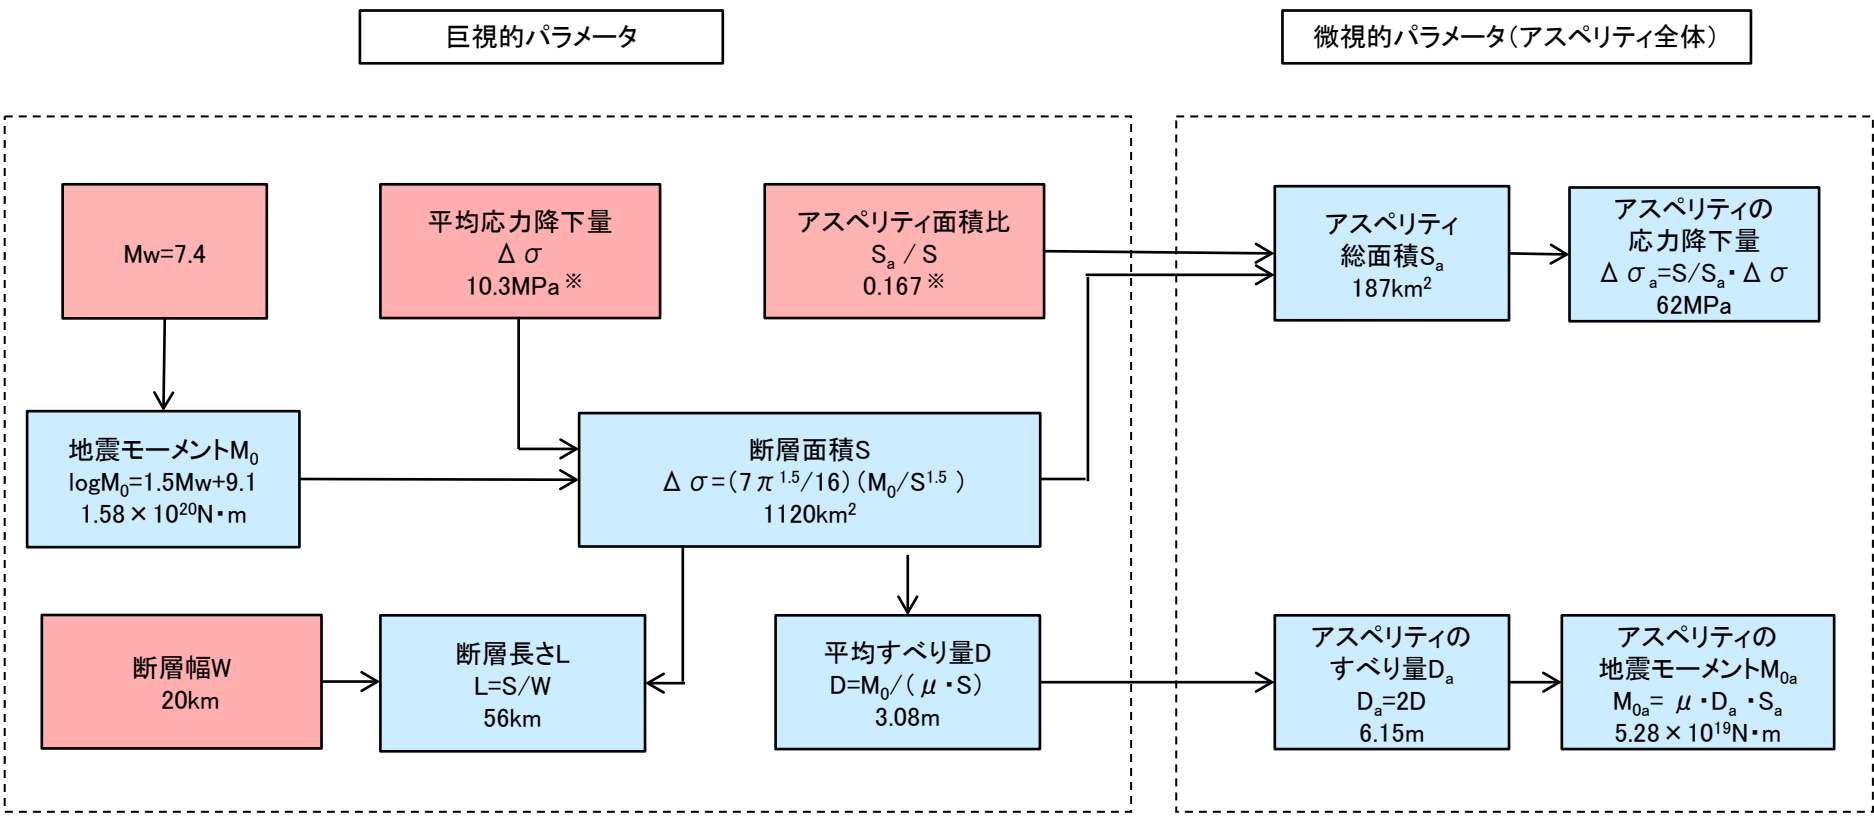 巨視的パラメータ
微視的パラメータ(アスペリティ全体)
Mw=7.4
平均応力降下量
Δσ
10.3MPa※
アスペリティ面積比
Sa / S
0.167※
アスペリティ
総面積Sa
187km²
アスペリティの
応力降下量
Δσa=S/Sa・Δσ
62MPa
地震モーメントM₀
logM₀=1.5Mw+9.1
1.58×10²⁰N・m
断層面積S
Δσ=(7π¹·⁵/16)(M₀/S¹·⁵)
1120km²
断層幅W
20km
断層長さL
L=S/W
56km
平均すべり量D
D=M₀/(μ・S)
3.08m
アスペリティの
すべり量Da
Da=2D
6.15m
アスペリティの
地震モーメントM₀a
M₀a= μ・Da・Sa
5.28×10¹⁹N・m